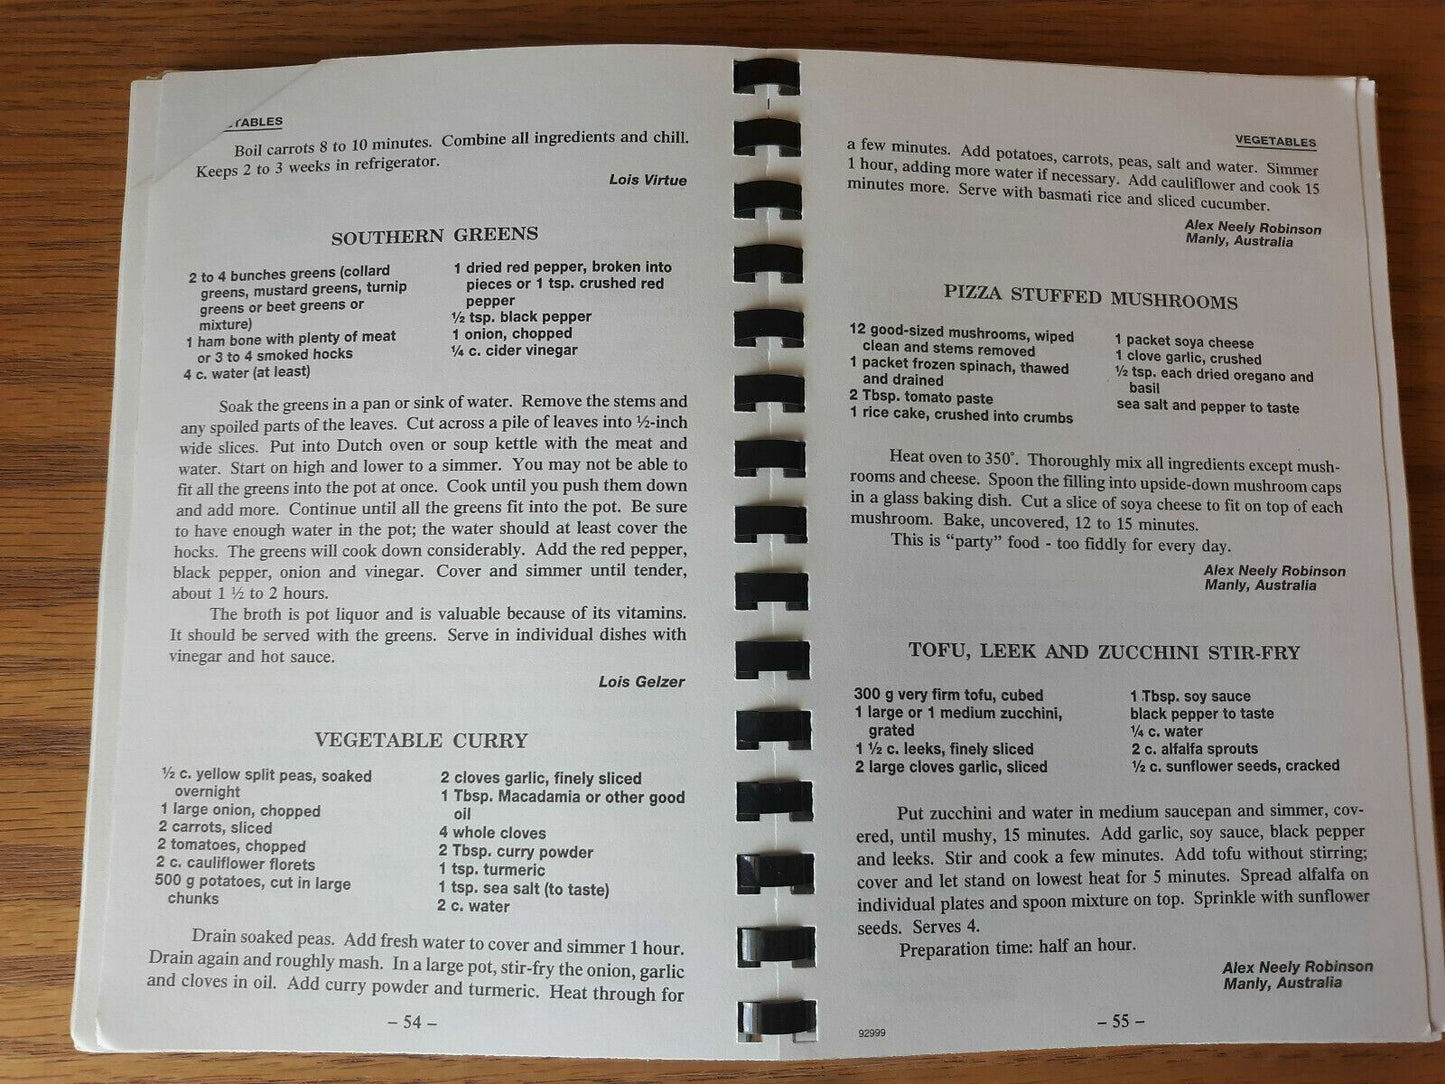 TABLES
Boil carrots 8 to 10 minutes. Combine all ingredients and chill.
Keeps 2 to 3 weeks in refrigerator.
Lois Virtue
SOUTHERN GREENS
2 to 4 bunches greens (collard
greens, mustard greens, turnip
greens or beet greens or
mixture)
1 ham bone with plenty of meat
or 3 to 4 smoked hocks
4 c. water (at least)
1 dried red pepper, broken into
pieces or 1 tsp. crushed red
pepper
½ tsp. black pepper
1 onion, chopped
¼ c. cider vinegar
Soak the greens in a pan or sink of water. Remove the stems and
any spoiled parts of the leaves. Cut across a pile of leaves into ½-inch
wide slices. Put into Dutch oven or soup kettle with the meat and
water. Start on high and lower to a simmer. You may not be able to
fit all the greens into the pot at once. Cook until you push them down
and add more. Continue until all the greens fit into the pot. Be sure
to have enough water in the pot; the water should at least cover the
hocks. The greens will cook down considerably. Add the red pepper,
black pepper, onion and vinegar. Cover and simmer until tender,
about 1 ½ to 2 hours.
The broth is pot liquor and is valuable because of its vitamins.
It should be served with the greens. Serve in individual dishes with
vinegar and hot sauce.
Lois Gelzer
VEGETABLE CURRY
½ c. yellow split peas, soaked
overnight
1 large onion, chopped
2 carrots, sliced
2 tomatoes, chopped
2 c. cauliflower florets
500 g potatoes, cut in large
chunks
2 cloves garlic, finely sliced
1 Tbsp. Macadamia or other good
oil
4 whole cloves
2 Tbsp. curry powder
1 tsp. turmeric
1 tsp. sea salt (to taste)
2 c. water
Drain soaked peas. Add fresh water to cover and simmer 1 hour.
Drain again and roughly mash. In a large pot, stir-fry the onion, garlic
and cloves in oil. Add curry powder and turmeric. Heat through for
– 54 –
VEGETABLES
a few minutes. Add potatoes, carrots, peas, salt and water. Simmer
1 hour, adding more water if necessary. Add cauliflower and cook 15
minutes more. Serve with basmati rice and sliced cucumber.
Alex Neely Robinson
Manly, Australia
PIZZA STUFFED MUSHROOMS
12 good-sized mushrooms, wiped
clean and stems removed
1 packet frozen spinach, thawed
and drained
2 Tbsp. tomato paste
1 rice cake, crushed into crumbs
1 packet soya cheese
1 clove garlic, crushed
½ tsp. each dried oregano and
basil
sea salt and pepper to taste
Heat oven to 350°. Thoroughly mix all ingredients except mush-
rooms and cheese. Spoon the filling into upside-down mushroom caps
in a glass baking dish. Cut a slice of soya cheese to fit on top of each
mushroom. Bake, uncovered, 12 to 15 minutes.
This is “party” food - too fiddly for every day.
Alex Neely Robinson
Manly, Australia
TOFU, LEEK AND ZUCCHINI STIR-FRY
300 g very firm tofu, cubed
1 large or 1 medium zucchini,
grated
1 ½ c. leeks, finely sliced
2 large cloves garlic, sliced
1 Tbsp. soy sauce
black pepper to taste
¼ c. water
2 c. alfalfa sprouts
½ c. sunflower seeds, cracked
Put zucchini and water in medium saucepan and simmer, cov-
ered, until mushy, 15 minutes. Add garlic, soy sauce, black pepper
and leeks. Stir and cook a few minutes. Add tofu without stirring;
cover and let stand on lowest heat for 5 minutes. Spread alfalfa on
individual plates and spoon mixture on top. Sprinkle with sunflower
seeds. Serves 4.
Preparation time: half an hour.
Alex Neely Robinson
Manly, Australia
92999
– 55 –